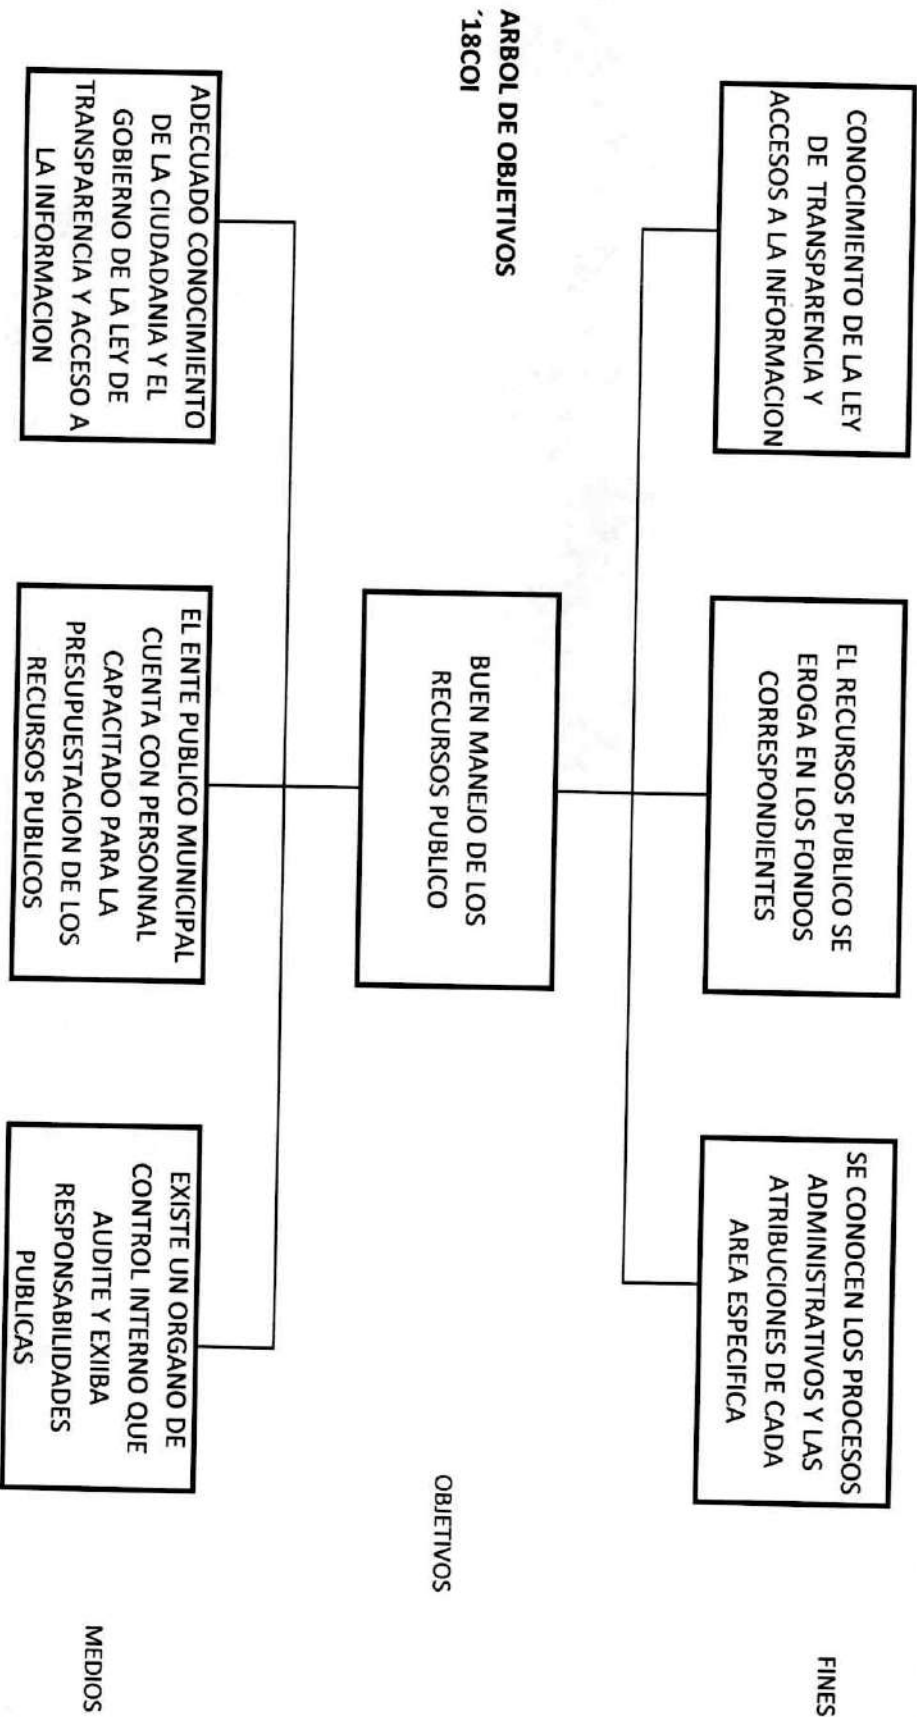 CONOCIMIENTO DE LA LEY
DE TRANSPARENCIA Y
ACCESOS A LA INFORMACION
EL RECURSOS PUBLICO SE
EROGA EN LOS FONDOS
CORRESPONDIENTES
SE CONOCEN LOS PROCESOS
ADMINISTRATIVOS Y LAS
ATRIBUCIONES DE CADA
AREA ESPECIFICA
FINES
ARBOL DE OBJETIVOS
´18COI
BUEN MANEJO DE LOS
RECURSOS PUBLICO
OBJETIVOS
ADECUADO CONOCIMIENTO
DE LA CIUDADANIA Y EL
GOBIERNO DE LA LEY DE
TRANSPARENCIA Y ACCESO A
LA INFORMACION
EL ENTE PUBLICO MUNICIPAL
CUENTA CON PERSONNAL
CAPACITADO PARA LA
PRESUPUESTACION DE LOS
RECURSOS PUBLICOS
EXISTE UN ORGANO DE
CONTROL INTERNO QUE
AUDITE Y EXIIBA
RESPONSABILIDADES
PUBLICAS
MEDIOS